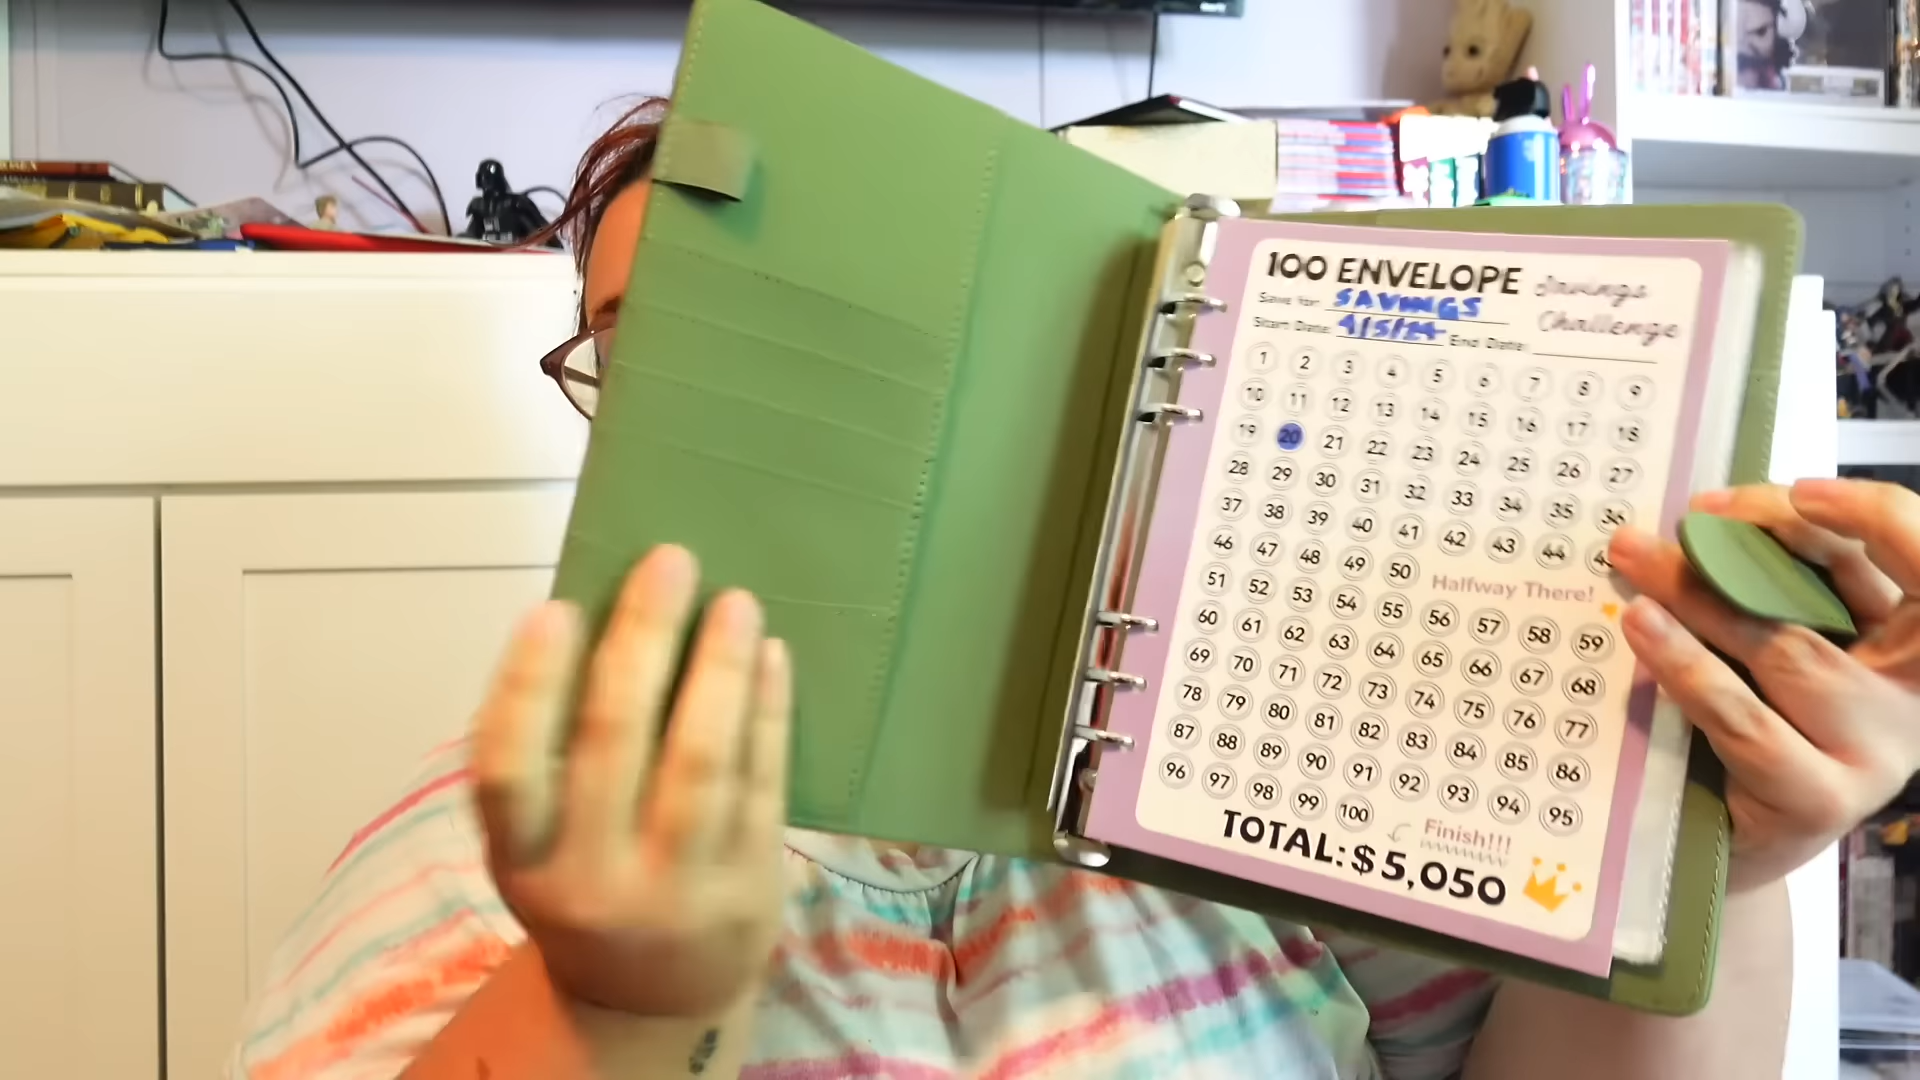 100 ENVELOPE Savings Challenge
Save for: SAVINGS
Start Date: 4/5/24 End Date:
1 2 3 4 5 6 7 8 9
10 11 12 13 14 15 16 17 18
19 20 21 22 23 24 25 26 27
28 29 30 31 32 33 34 35 36
37 38 39 40 41 42 43 44
46 47 48 49 50 Halfway There!
51 52 53 54 55 56 57 58 59
60 61 62 63 64 65 66 67 68
69 70 71 72 73 74 75 76 77
78 79 80 81 82 83 84 85 86
87 88 89 90 91 92 93 94 95
96 97 98 99 100 Finish!!!
TOTAL: $5,050